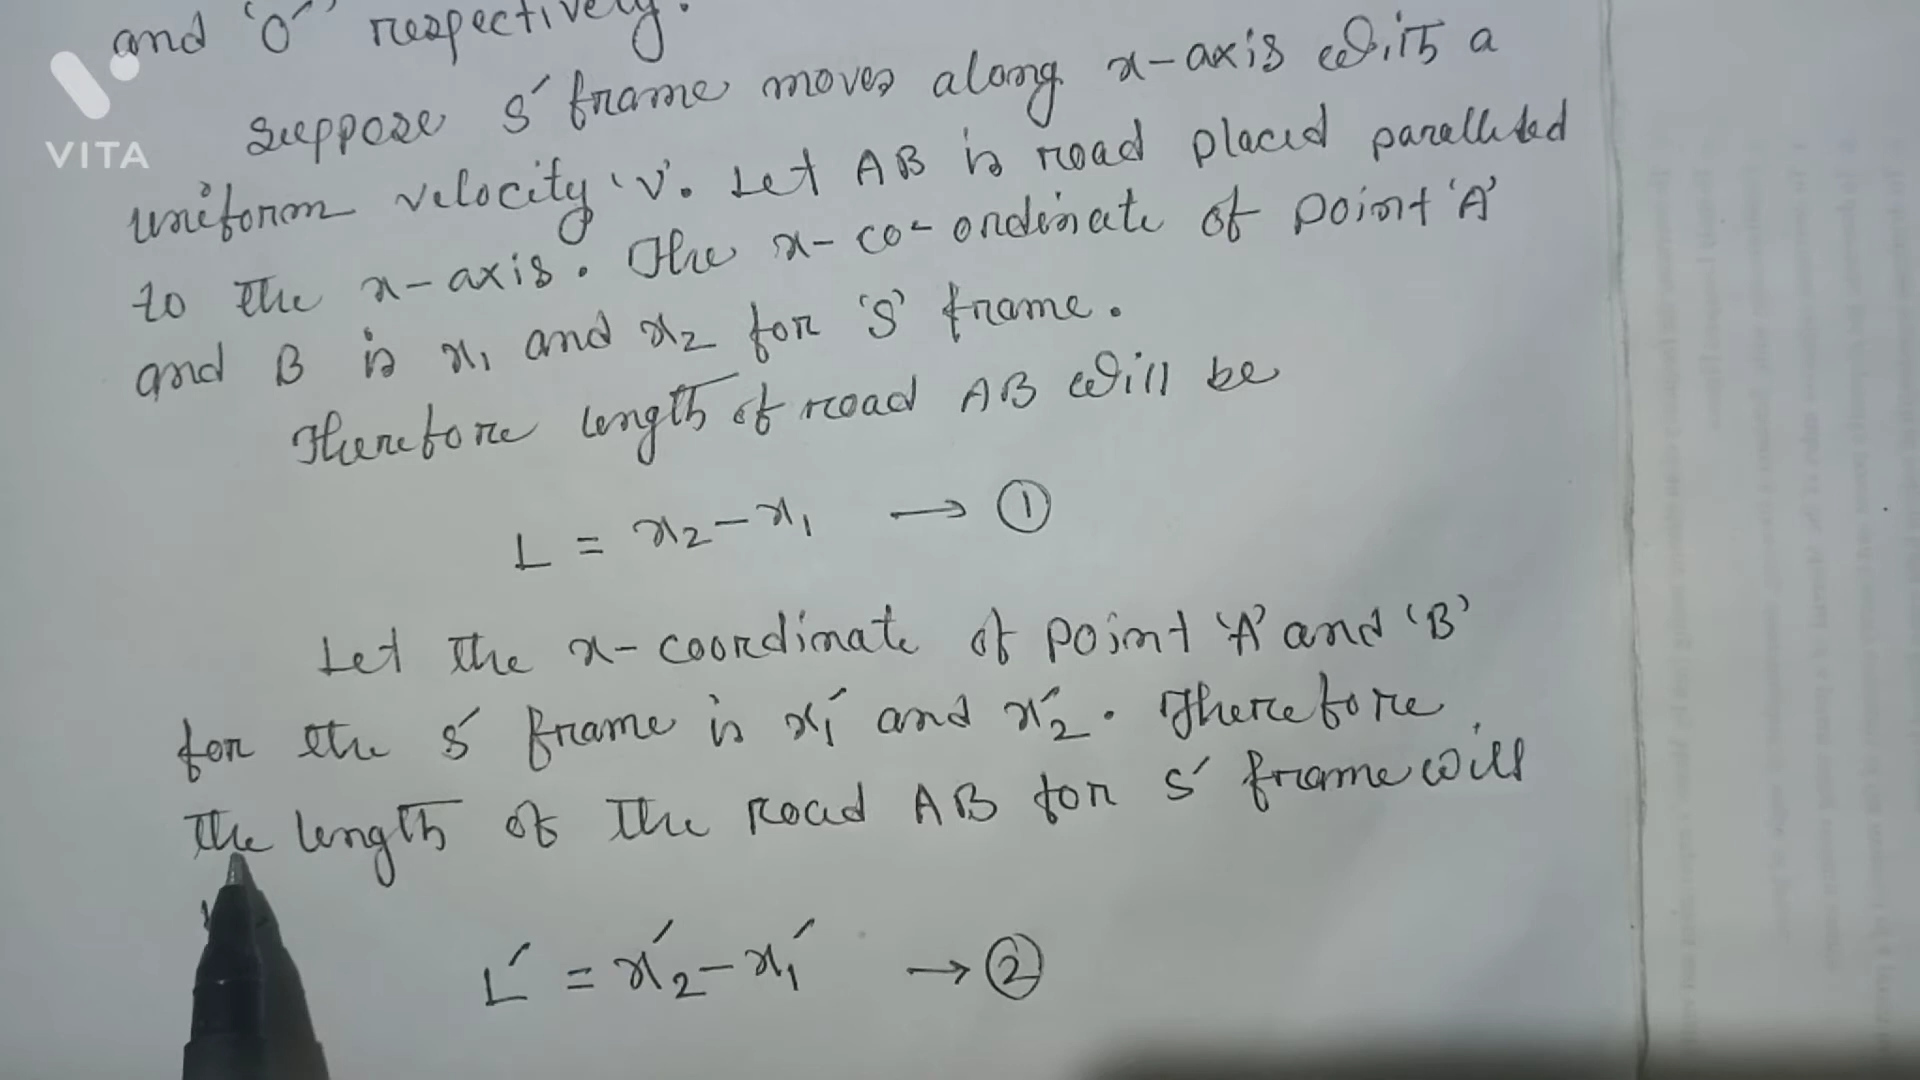 and 'O′' respectively.
Suppose S′ frame moves along x-axis with a
uniform velocity 'v'. Let AB is road placed paralleled
to the x-axis. The x-co-ordinate of point 'A'
and B is x₁ and x₂ for 'S' frame.
Therefore length of road AB will be
L = x₂ - x₁ → ①
Let the x-coordinate of point 'A' and 'B'
for the S′ frame is x₁′ and x₂′. Therefore
the length of the road AB for S′ frame will
L′ = x₂′ - x₁′ → ②
VITA